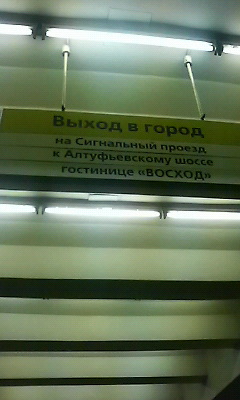 Выход в город
на Сигнальный проезд
к Алтуфьевскому шоссе
гостинице «ВОСХОД»